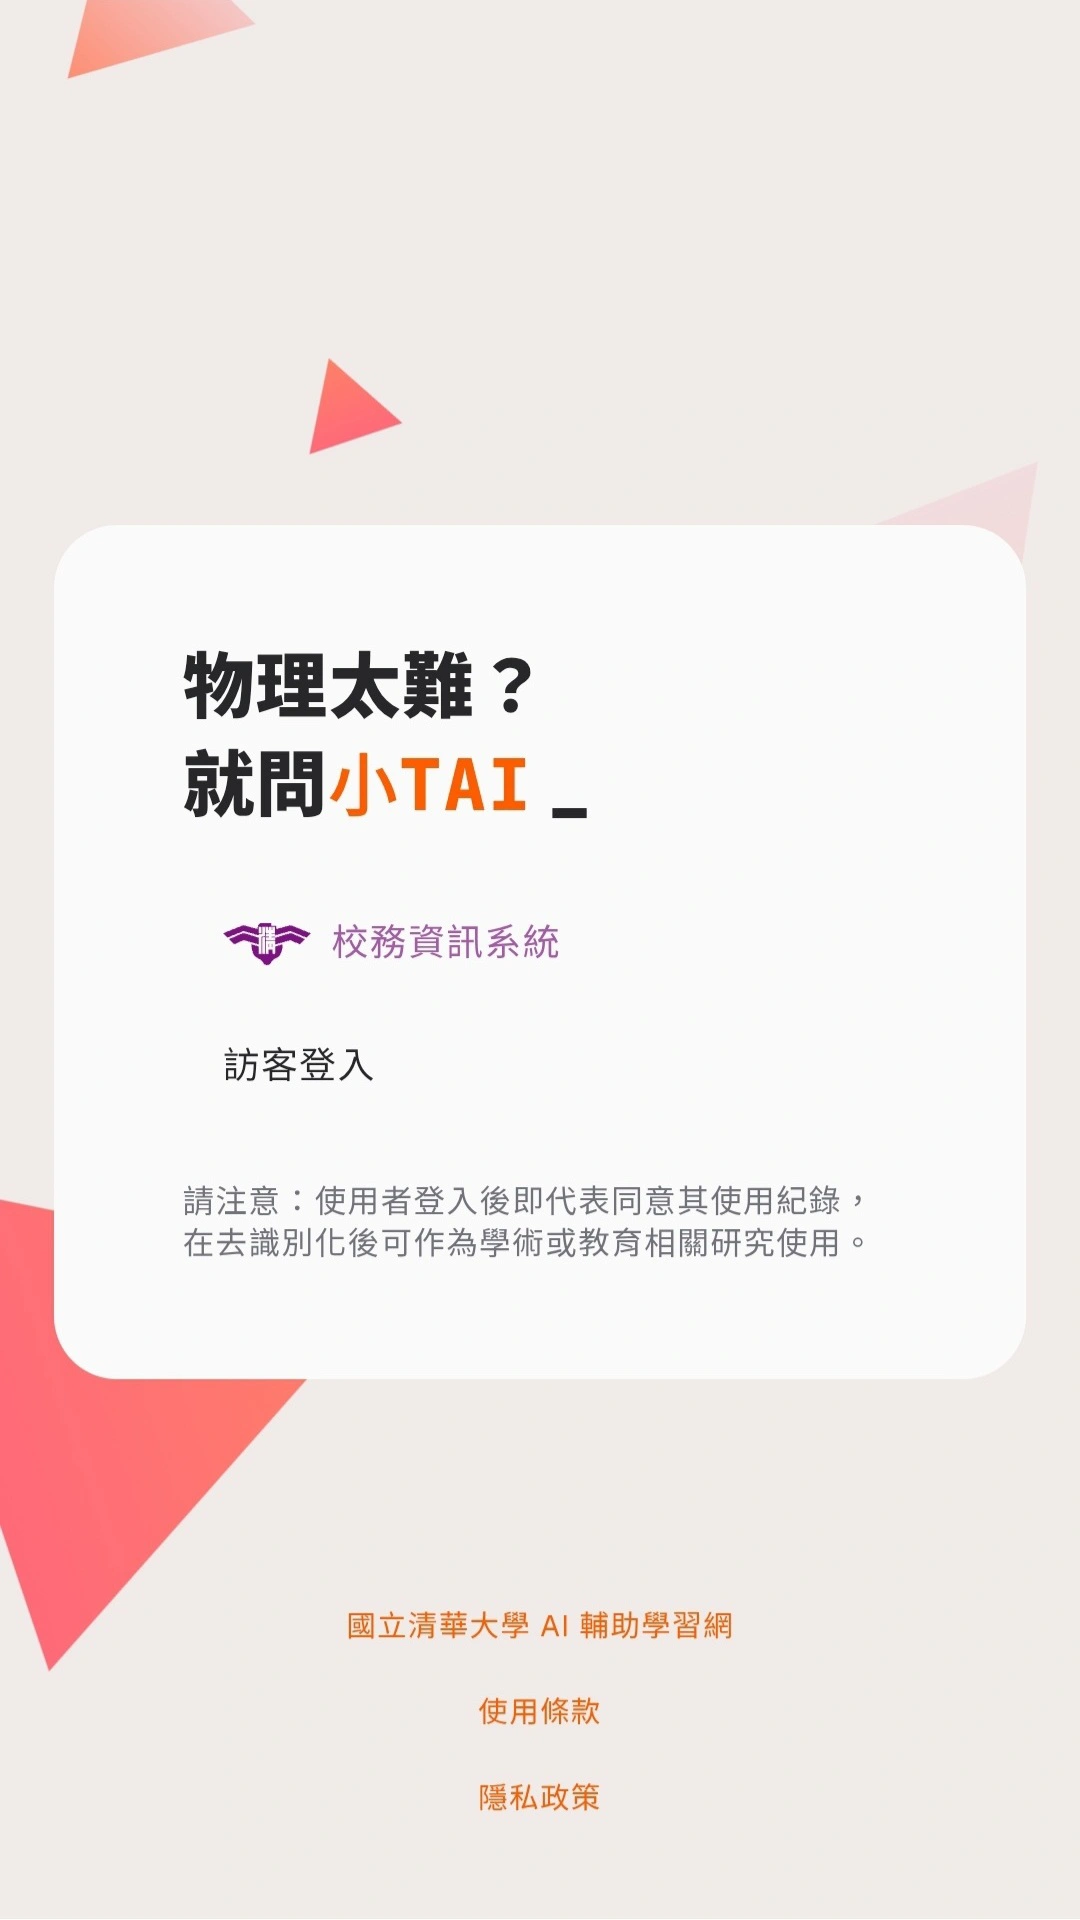 物理太難？
就問小TAI _
清 校務資訊系統
訪客登入
請注意：使用者登入後即代表同意其使用紀錄，
在去識別化後可作為學術或教育相關研究使用。
國立清華大學 AI 輔助學習網
使用條款
隱私政策